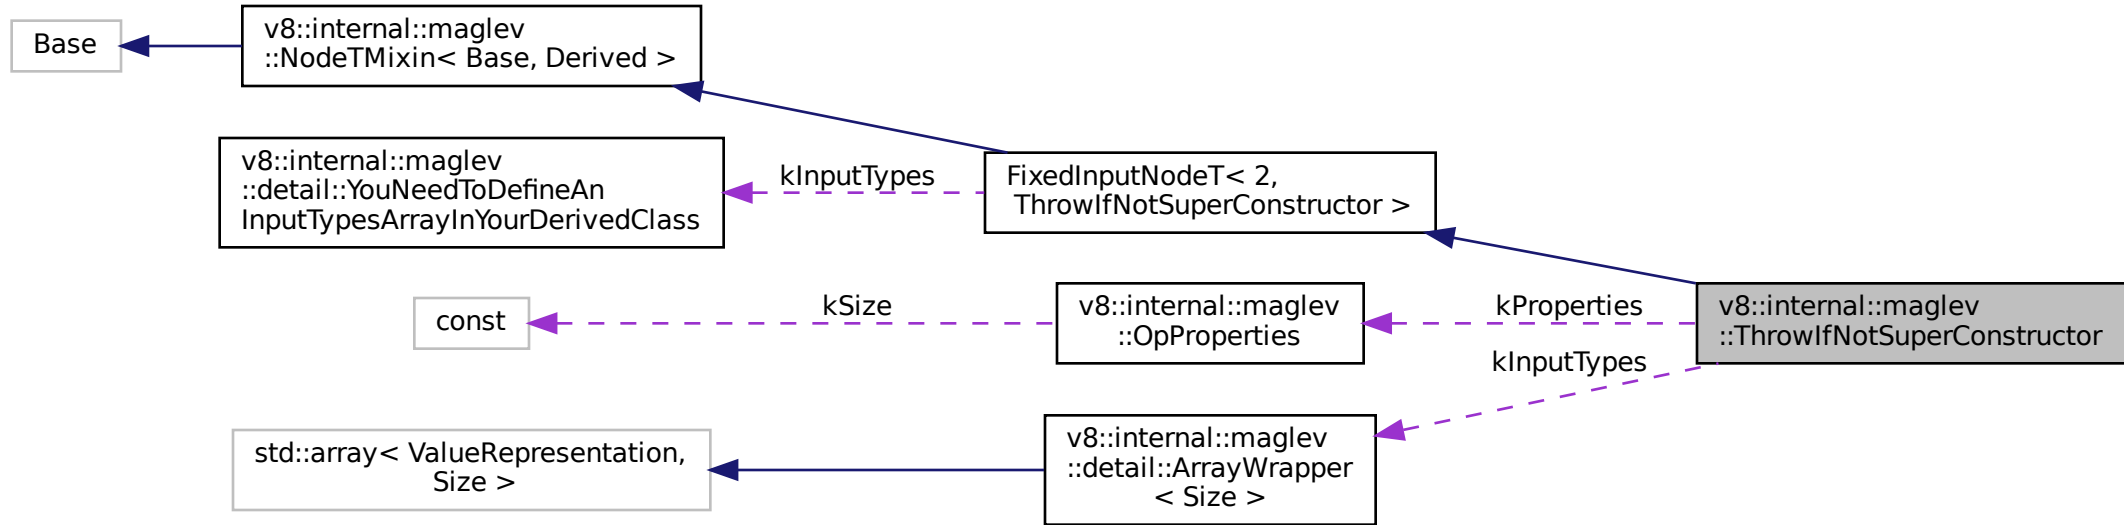 Base
v8::internal::maglev
::NodeTMixin< Base, Derived >
v8::internal::maglev
::detail::YouNeedToDefineAn
InputTypesArrayInYourDerivedClass
kInputTypes
FixedInputNodeT< 2,
ThrowIfNotSuperConstructor >
const
kSize
v8::internal::maglev
::OpProperties
kProperties
v8::internal::maglev
::ThrowIfNotSuperConstructor
kInputTypes
std::array< ValueRepresentation,
Size >
v8::internal::maglev
::detail::ArrayWrapper
< Size >